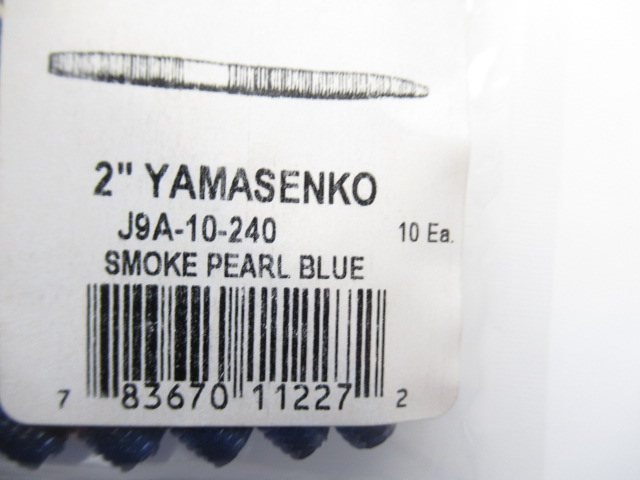 2" YAMASENKO
J9A-10-240 10 Ea.
SMOKE PEARL BLUE
7 83670 11227 2